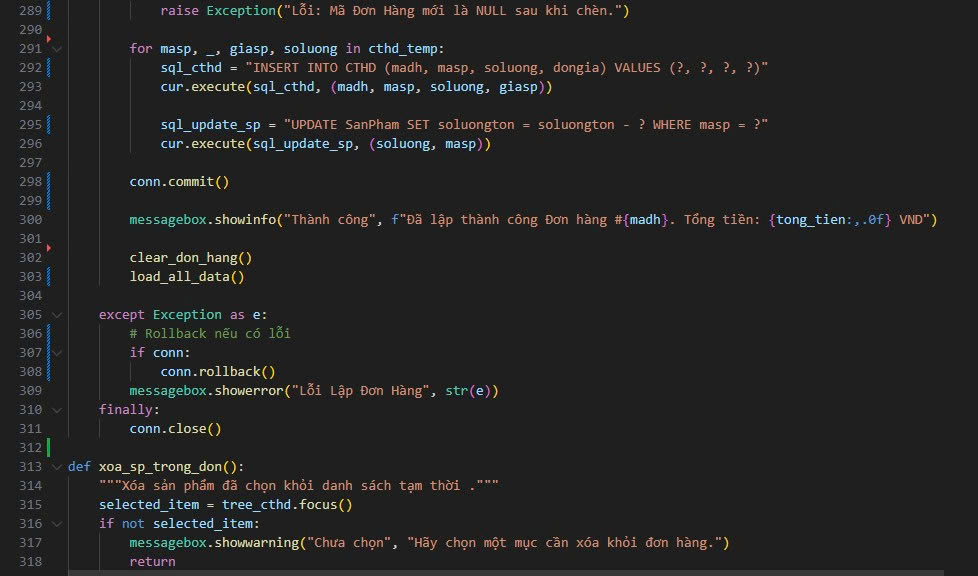 289 raise Exception("Lỗi: Mã Đơn Hàng mới là NULL sau khi chèn.")
290
291 for masp, _, giasp, soluong in cthd_temp:
292 sql_cthd = "INSERT INTO CTHD (madh, masp, soluong, dongia) VALUES (?, ?, ?, ?)"
293 cur.execute(sql_cthd, (madh, masp, soluong, giasp))
294
295 sql_update_sp = "UPDATE SanPham SET soluongton = soluongton - ? WHERE masp = ?"
296 cur.execute(sql_update_sp, (soluong, masp))
297
298 conn.commit()
299
300 messagebox.showinfo("Thành công", f"Đã lập thành công Đơn hàng #{madh}. Tổng tiền: {tong_tien:,.0f} VND")
301
302 clear_don_hang()
303 load_all_data()
304
305 except Exception as e:
306 # Rollback nếu có lỗi
307 if conn:
308 conn.rollback()
309 messagebox.showerror("Lỗi Lập Đơn Hàng", str(e))
310 finally:
311 conn.close()
312
313 def xoa_sp_trong_don():
314 """Xóa sản phẩm đã chọn khỏi danh sách tạm thời ."""
315 selected_item = tree_cthd.focus()
316 if not selected_item:
317 messagebox.showwarning("Chưa chọn", "Hãy chọn một mục cần xóa khỏi đơn hàng.")
318 return